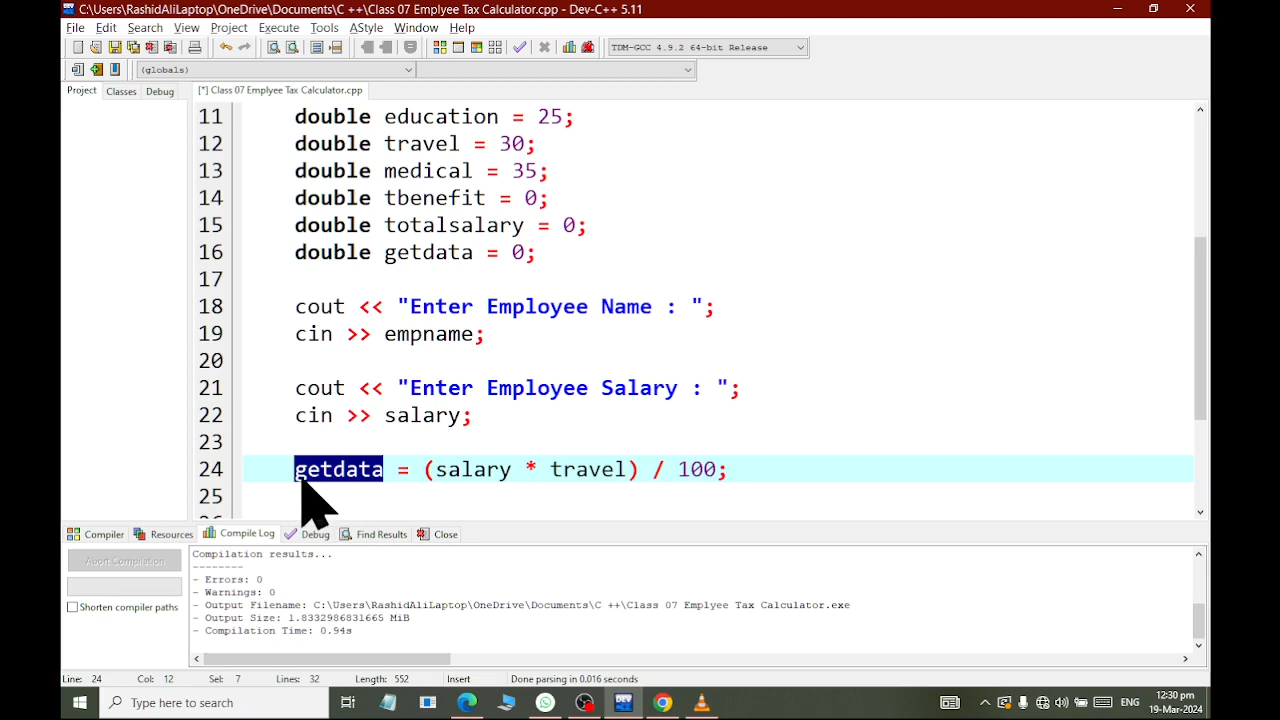 C:\Users\RashidAliLaptop\OneDrive\Documents\C ++\Class 07 Emplyee Tax Calculator.cpp - Dev-C++ 5.11
File Edit Search View Project Execute Tools AStyle Window Help
TDM-GCC 4.9.2 64-bit Release
(globals)
Project Classes Debug [*] Class 07 Emplyee Tax Calculator.cpp
11 double education = 25;
12 double travel = 30;
13 double medical = 35;
14 double tbenefit = 0;
15 double totalsalary = 0;
16 double getdata = 0;
17
18 cout << "Enter Employee Name : ";
19 cin >> empname;
20
21 cout << "Enter Employee Salary : ";
22 cin >> salary;
23
24 getdata = (salary * travel) / 100;
25
Compiler Resources Compile Log Debug Find Results Close
Abort Compilation
Shorten compiler paths
Compilation results...
--------
- Errors: 0
- Warnings: 0
- Output Filename: C:\Users\RashidAliLaptop\OneDrive\Documents\C ++\Class 07 Emplyee Tax Calculator.exe
- Output Size: 1.8332986831665 MiB
- Compilation Time: 0.94s
Line: 24 Col: 12 Sel: 7 Lines: 32 Length: 552 Insert Done parsing in 0.016 seconds
Type here to search
ENG
12:30 pm
19-Mar-2024